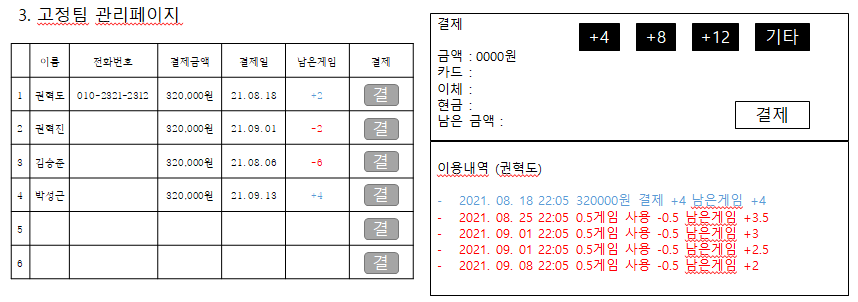 3. 고정팀 관리페이지
이름 전화번호 결제금액 결제일 남은게임 결제
1 권혁도 010-2321-2312 320,000원 21.08.18 +2 결
2 권혁진 320,000원 21.09.01 -2 결
3 김승준 320,000원 21.08.06 -6 결
4 박성근 320,000원 21.09.13 +4 결
5 결
6 결
결제
+4 +8 +12 기타
금액 : 0000원
카드 :
이체 :
현금 :
남은 금액 :
결제
이용내역 (권혁도)
- 2021. 08. 18 22:05 320000원 결제 +4 남은게임 +4
- 2021. 08. 25 22:05 0.5게임 사용 -0.5 남은게임 +3.5
- 2021. 09. 01 22:05 0.5게임 사용 -0.5 남은게임 +3
- 2021. 09. 01 22:05 0.5게임 사용 -0.5 남은게임 +2.5
- 2021. 09. 08 22:05 0.5게임 사용 -0.5 남은게임 +2